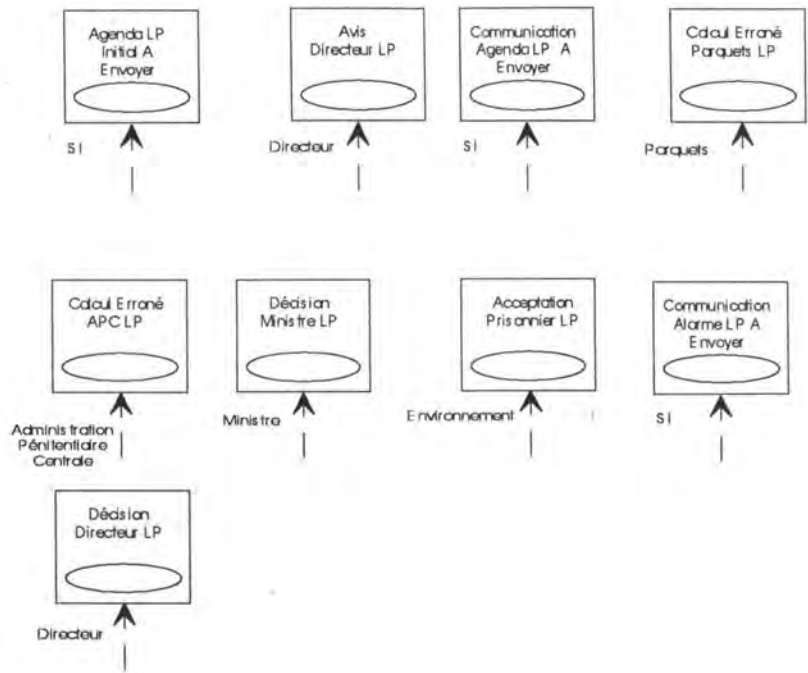 Agenda LP
Initial A
Envoyer
SI
Avis
Directeur LP
Directeur
Communication
Agenda LP A
Envoyer
SI
Calcul Erroné
Parquets LP
Parquets
Calcul Erroné
APC LP
Administration
Pénitentiaire
Centrale
Décision
Ministre LP
Ministre
Acceptation
Prisonnier LP
Environnement
Communication
Alarme LP A
Envoyer
SI
Décision
Directeur LP
Directeur